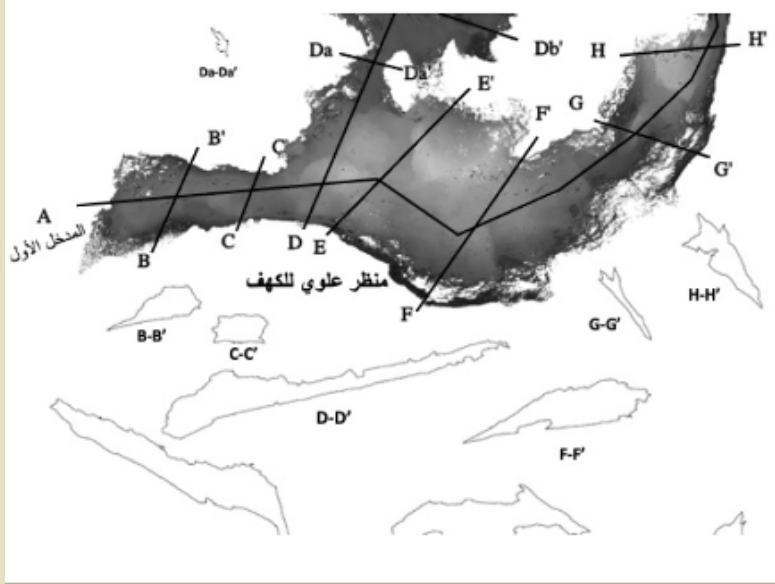 Da
Db'
H
H'
Da'
Da-Da'
E'
B'
C
F'
G
G'
A
المدخل الأول
B
C
D
E
منظر علوي للكهف
F
H-H'
G-G'
B-B'
C-C'
D-D'
F-F'